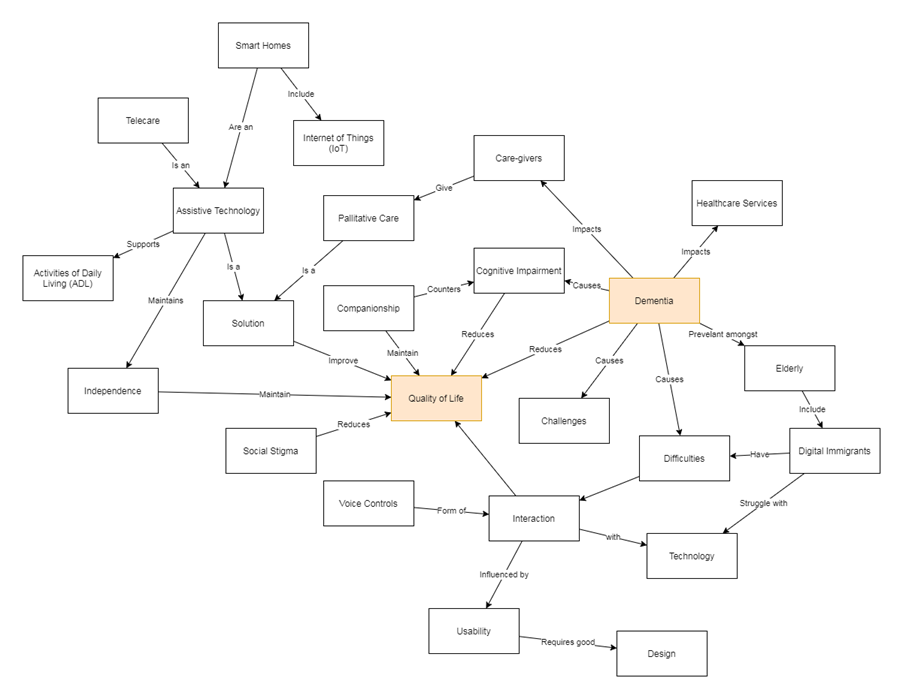 Smart Homes
Include
Telecare
Are an
Internet of Things
(IoT)
Is an
Care-givers
Give
Healthcare Services
Assistive Technology
Pallitative Care
Impacts
Impacts
Supports
Is a
Is a
Cognitive Impairment
Activities of Daily
Living (ADL)
Counters
Causes
Maintains
Companionship
Dementia
Solution
Reduces
Prevelant amongst
Maintain
Reduces
Improve
Causes
Elderly
Causes
Independence
Maintain
Quality of Life
Include
Challenges
Reduces
Social Stigma
Difficulties
Have
Digital Immigrants
Voice Controls
Form of
Struggle with
Interaction
with
Technology
Influenced by
Usability
Requires good
Design